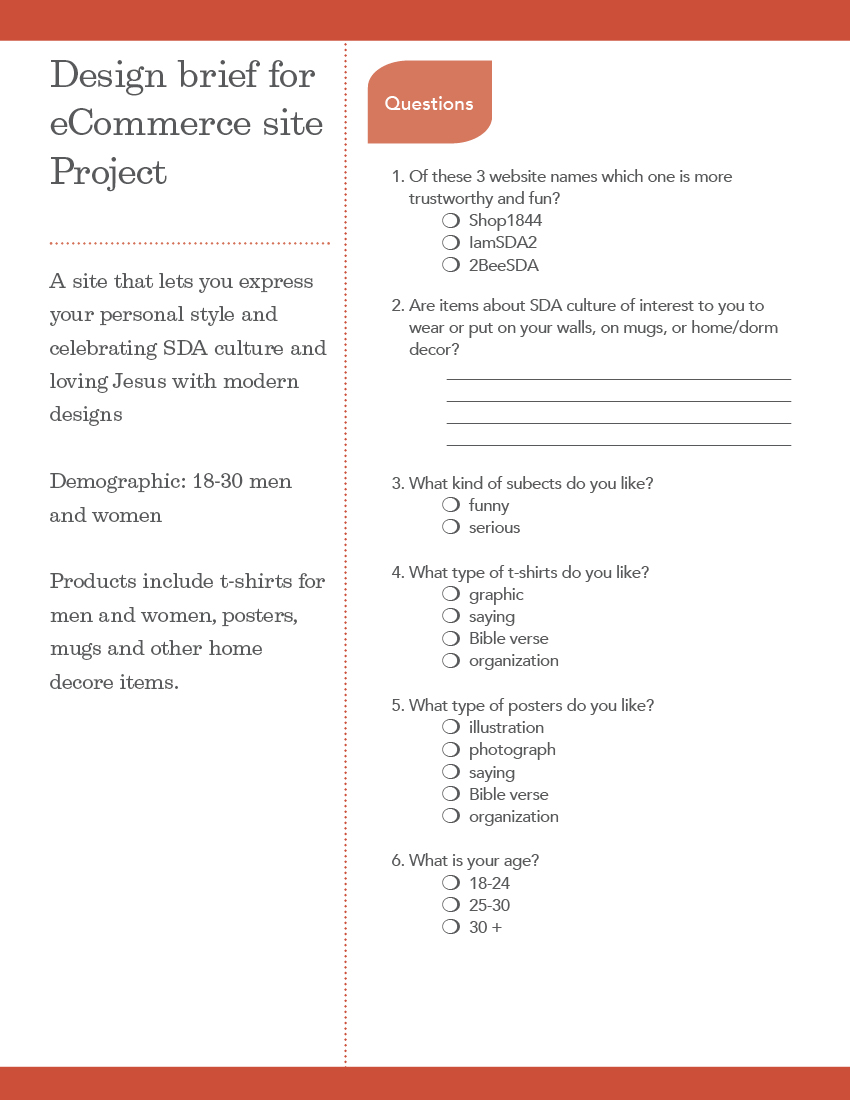 Design brief for
eCommerce site
Project
A site that lets you express
your personal style and
celebrating SDA culture and
loving Jesus with modern
designs
Demographic: 18-30 men
and women
Products include t-shirts for
men and women, posters,
mugs and other home
decore items.
Questions
1. Of these 3 website names which one is more
trustworthy and fun?
Shop1844
IamSDA2
2BeeSDA
2. Are items about SDA culture of interest to you to
wear or put on your walls, on mugs, or home/dorm
decor?
3. What kind of subects do you like?
funny
serious
4. What type of t-shirts do you like?
graphic
saying
Bible verse
organization
5. What type of posters do you like?
illustration
photograph
saying
Bible verse
organization
6. What is your age?
18-24
25-30
30 +